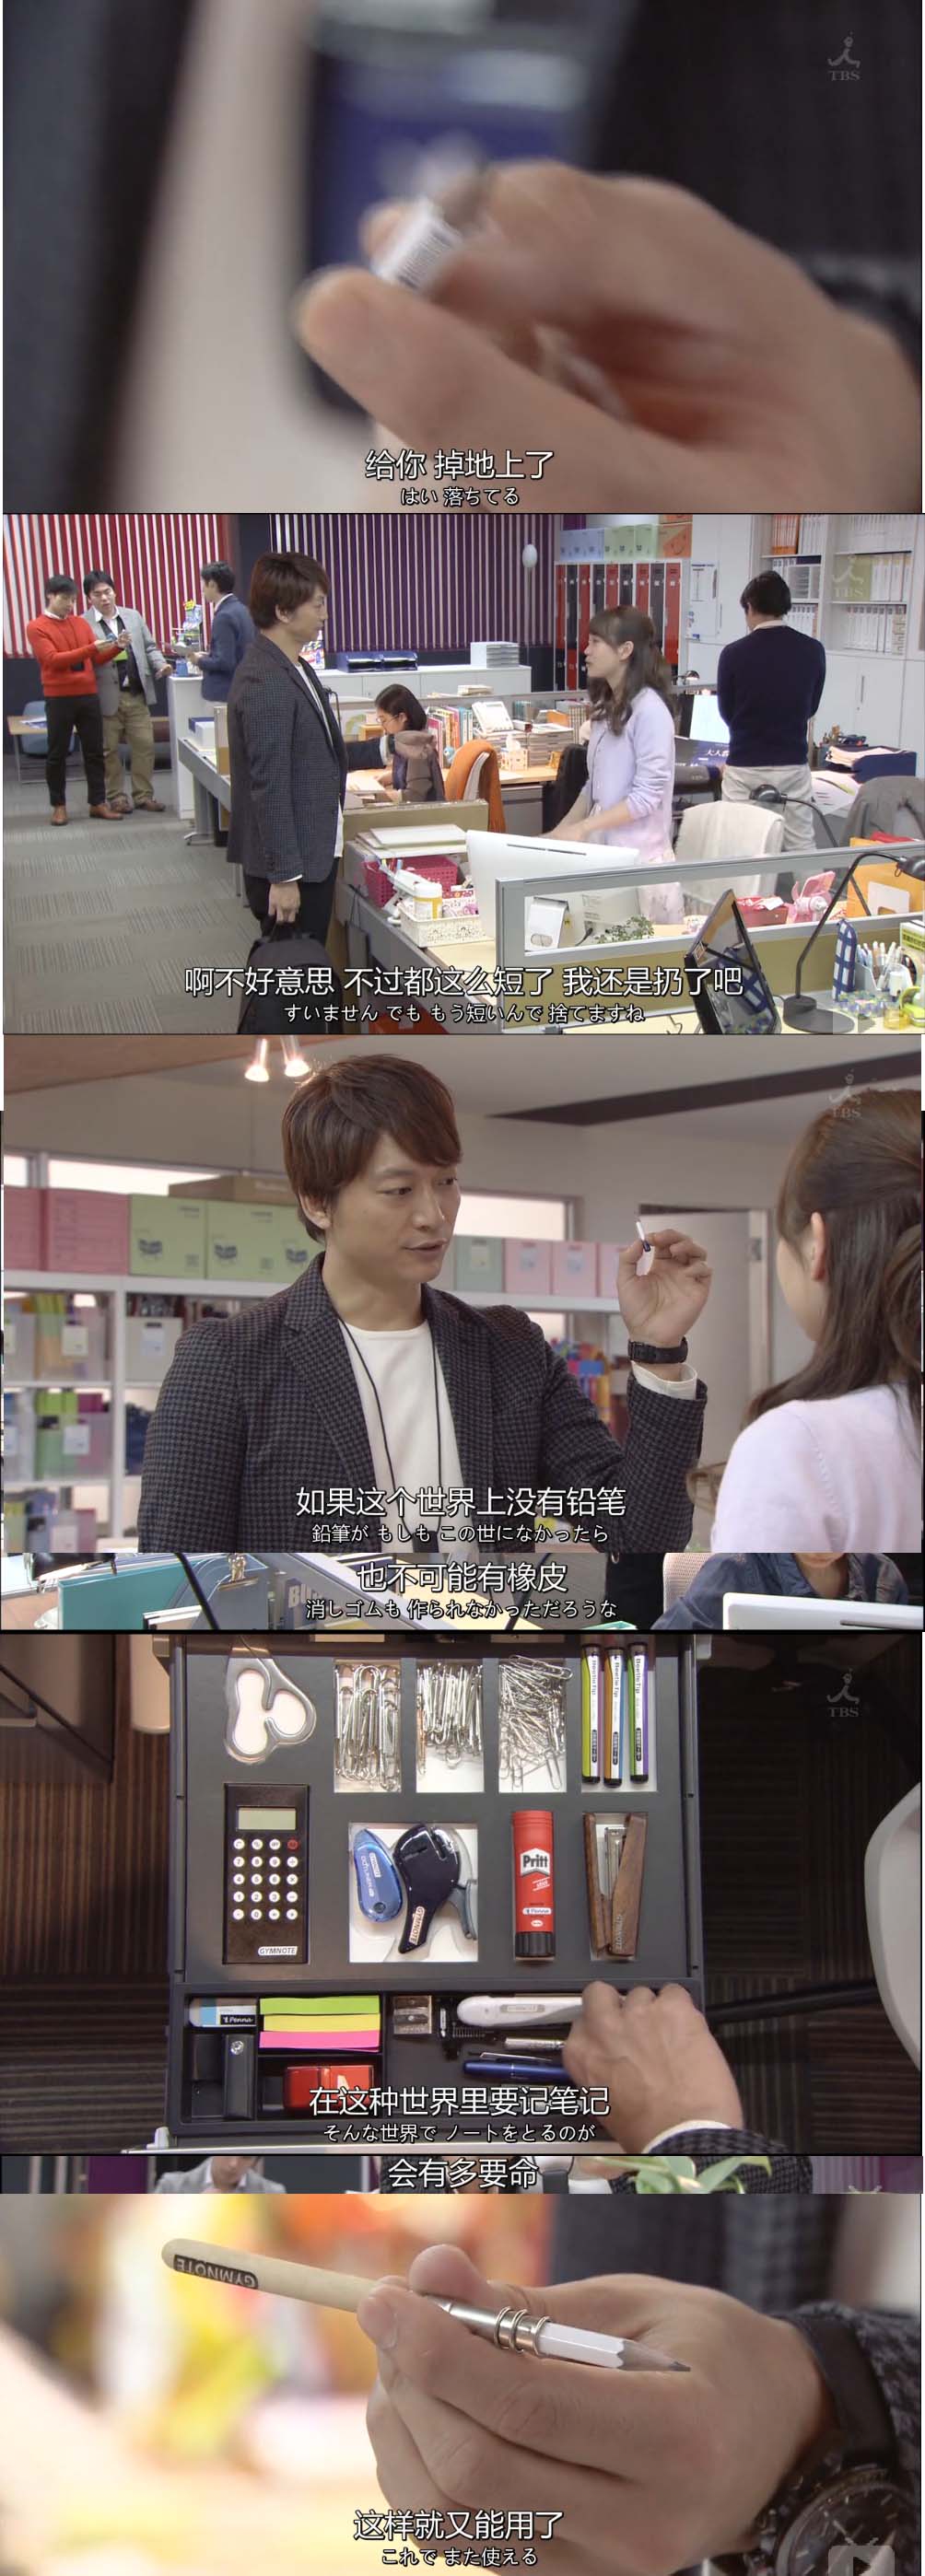 TBS
给你 掉地上了
はい 落ちてる
TBS
啊不好意思 不过都这么短了 我还是扔了吧
すいません でも もう短いんで 捨てますね
TBS
如果这个世界上没有铅笔
鉛筆が もしも この世になかったら
也不可能有橡皮
消しゴムも 作られなかっただろうな
TBS
Pritt
GYMNOTE
GYMNOTE
Penna
在这种世界里要记笔记
そんな世界で ノートをとるのが
会有多要命
GYMNOTE
这样就又能用了
これで また使える